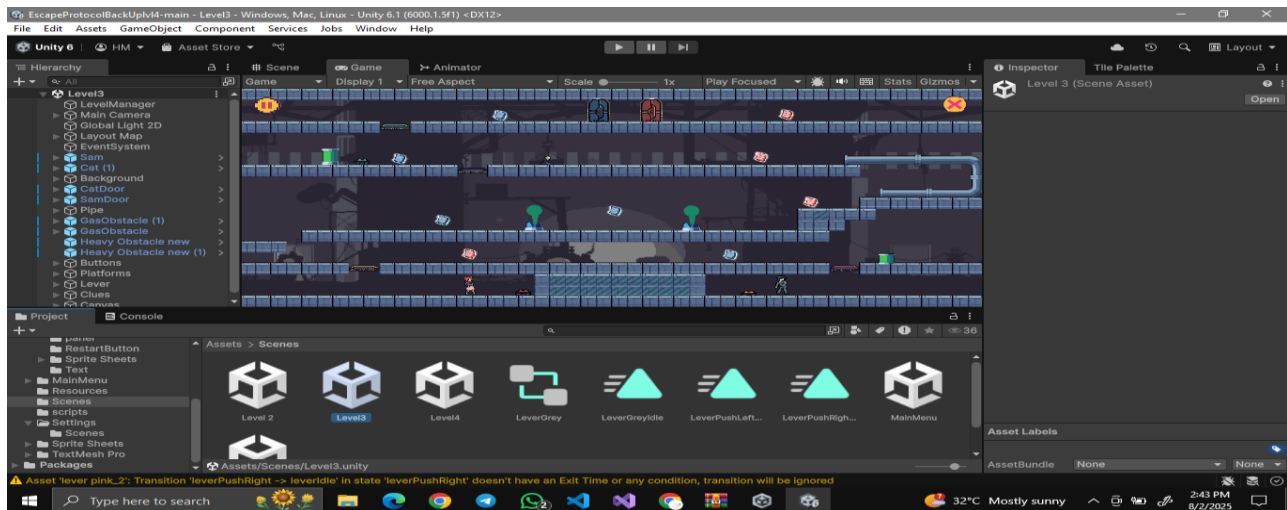 EscapeProtocolBackUplvl4-main - Level3 - Windows, Mac, Linux - Unity 6.1 (6000.1.5f1) <DX12>
File Edit Assets GameObject Component Services Jobs Window Help
Unity 6 HM Asset Store Layout
Hierarchy Scene Game Animator Inspector Tile Palette
All Game Display 1 Free Aspect Scale 1x Play Focused Stats Gizmos
Level 3 (Scene Asset)
Open
Level3
LevelManager
Main Camera
Global Light 2D
Layout Map
EventSystem
Sam
Cat (1)
Background
CatDoor
SamDoor
Pipe
GasObstacle (1)
GasObstacle
Heavy Obstacle new
Heavy Obstacle new (1)
Buttons
Platforms
Lever
Clues
Canvas
Project Console
36
panel
RestartButton
Sprite Sheets
Text
MainMenu
Resources
Scenes
scripts
Settings
Scenes
Sprite Sheets
TextMesh Pro
Packages
Assets > Scenes
Level 2 Level3 Level4 LeverGrey LeverGreyIdle LeverPushLeft... LeverPushRigh... MainMenu
Assets/Scenes/Level3.unity
Asset Labels
AssetBundle None None
Asset 'lever pink_2': Transition 'leverPushRight -> leverIdle' in state 'leverPushRight' doesn't have an Exit Time or any condition, transition will be ignored
Type here to search
2
32°C Mostly sunny
2:43 PM
8/2/2025